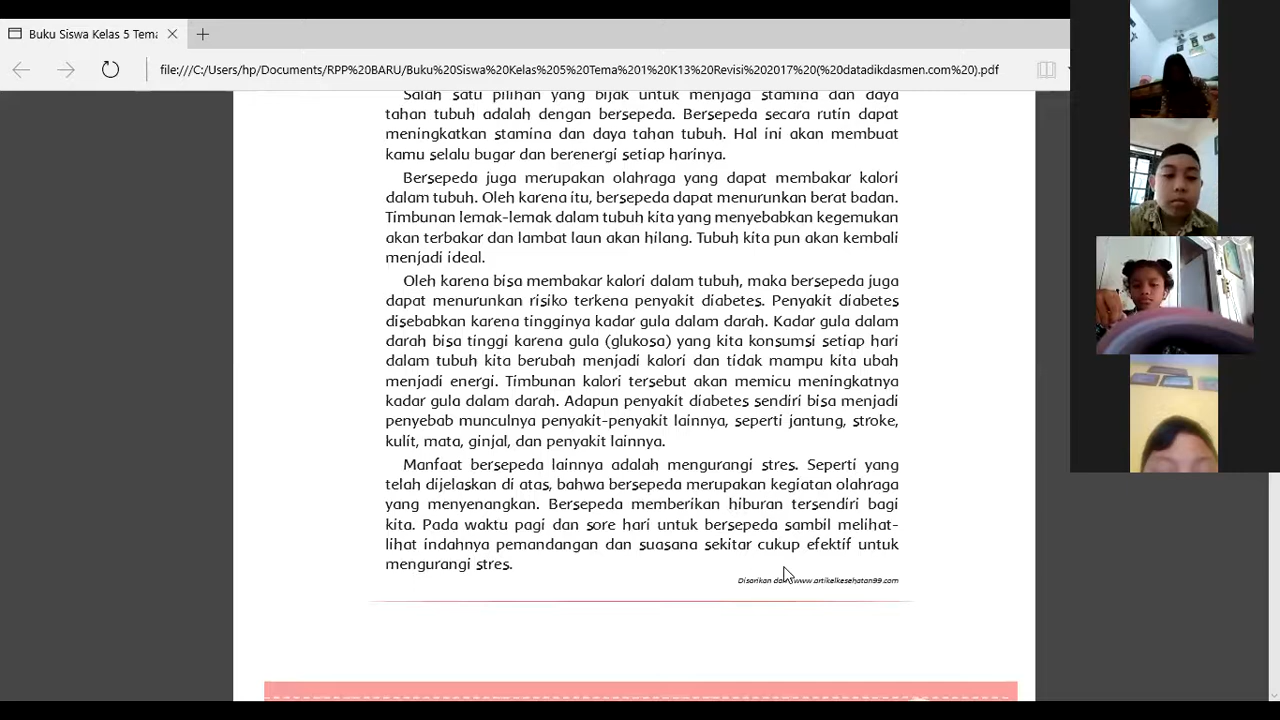 Buku Siswa Kelas 5 Tema
file:///C:/Users/hp/Documents/RPP%20BARU/Buku%20Siswa%20Kelas%205%20Tema%201%20K13%20Revisi%202017%20(%20datadikdasmen.com%20).pdf
Salah satu pilihan yang bijak untuk menjaga stamina dan daya
tahan tubuh adalah dengan bersepeda. Bersepeda secara rutin dapat
meningkatkan stamina dan daya tahan tubuh. Hal ini akan membuat
kamu selalu bugar dan berenergi setiap harinya.
Bersepeda juga merupakan olahraga yang dapat membakar kalori
dalam tubuh. Oleh karena itu, bersepeda dapat menurunkan berat badan.
Timbunan lemak-lemak dalam tubuh kita yang menyebabkan kegemukan
akan terbakar dan lambat laun akan hilang. Tubuh kita pun akan kembali
menjadi ideal.
Oleh karena bisa membakar kalori dalam tubuh, maka bersepeda juga
dapat menurunkan risiko terkena penyakit diabetes. Penyakit diabetes
disebabkan karena tingginya kadar gula dalam darah. Kadar gula dalam
darah bisa tinggi karena gula (glukosa) yang kita konsumsi setiap hari
dalam tubuh kita berubah menjadi kalori dan tidak mampu kita ubah
menjadi energi. Timbunan kalori tersebut akan memicu meningkatnya
kadar gula dalam darah. Adapun penyakit diabetes sendiri bisa menjadi
penyebab munculnya penyakit-penyakit lainnya, seperti jantung, stroke,
kulit, mata, ginjal, dan penyakit lainnya.
Manfaat bersepeda lainnya adalah mengurangi stres. Seperti yang
telah dijelaskan di atas, bahwa bersepeda merupakan kegiatan olahraga
yang menyenangkan. Bersepeda memberikan hiburan tersendiri bagi
kita. Pada waktu pagi dan sore hari untuk bersepeda sambil melihat-
lihat indahnya pemandangan dan suasana sekitar cukup efektif untuk
mengurangi stres.
Disarikan dari www.artikelkesehatan99.com